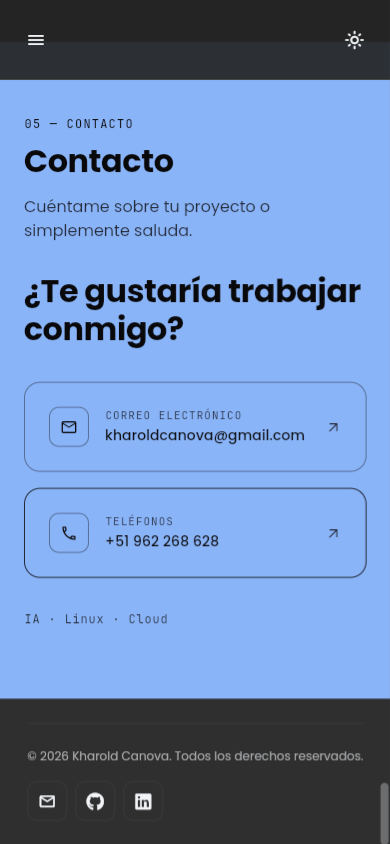 05 — CONTACTO
Contacto
Cuéntame sobre tu proyecto o
simplemente saluda.
¿Te gustaría trabajar
conmigo?
CORREO ELECTRÓNICO
kharoldcanova@gmail.com
TELÉFONOS
+51 962 268 628
IA · Linux · Cloud
© 2026 Kharold Canova. Todos los derechos reservados.
in